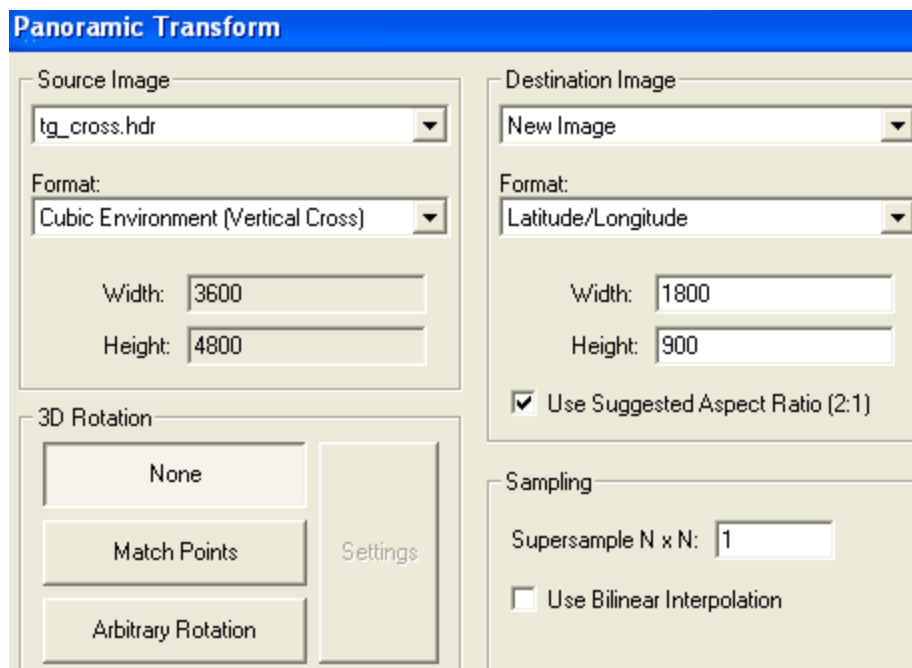 Panoramic Transform
Source Image
tg_cross.hdr
Format:
Cubic Environment (Vertical Cross)
Width: 3600
Height: 4800
3D Rotation
None
Match Points
Arbitrary Rotation
Settings
Destination Image
New Image
Format:
Latitude/Longitude
Width: 1800
Height: 900
Use Suggested Aspect Ratio (2:1)
Sampling
Supersample N x N: 1
Use Bilinear Interpolation